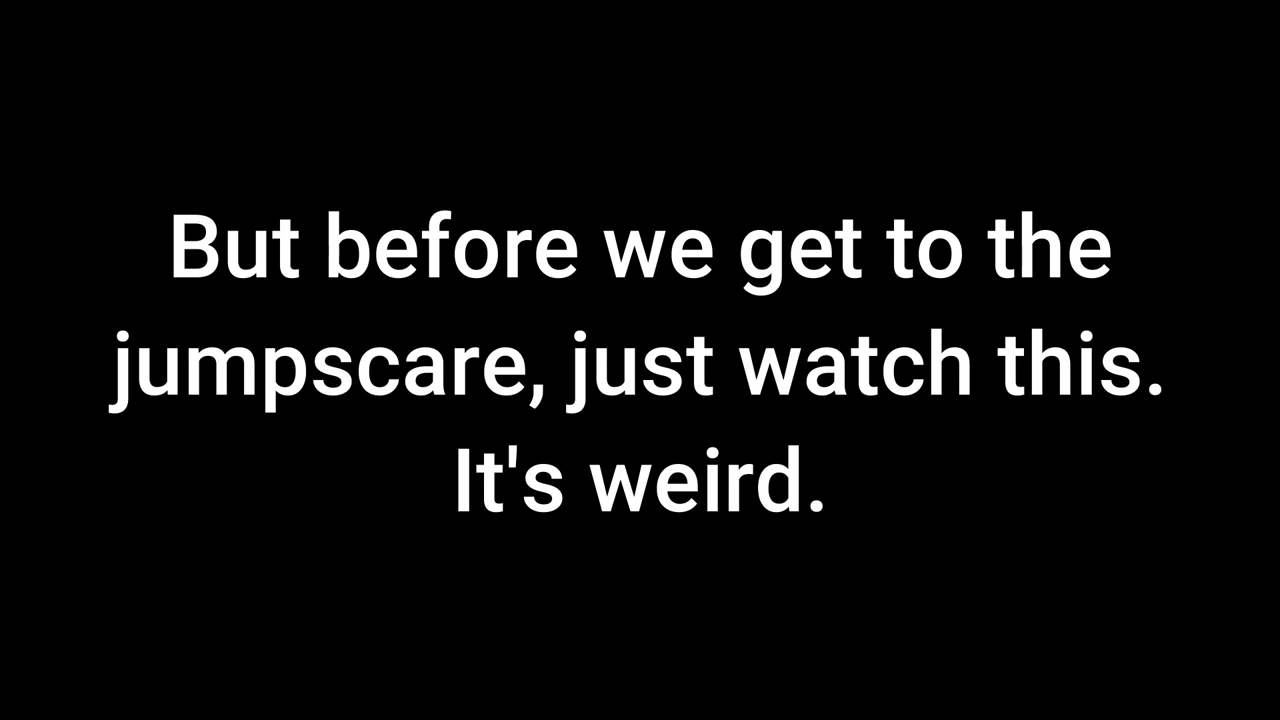 But before we get to the
jumpscare, just watch this.
It's weird.